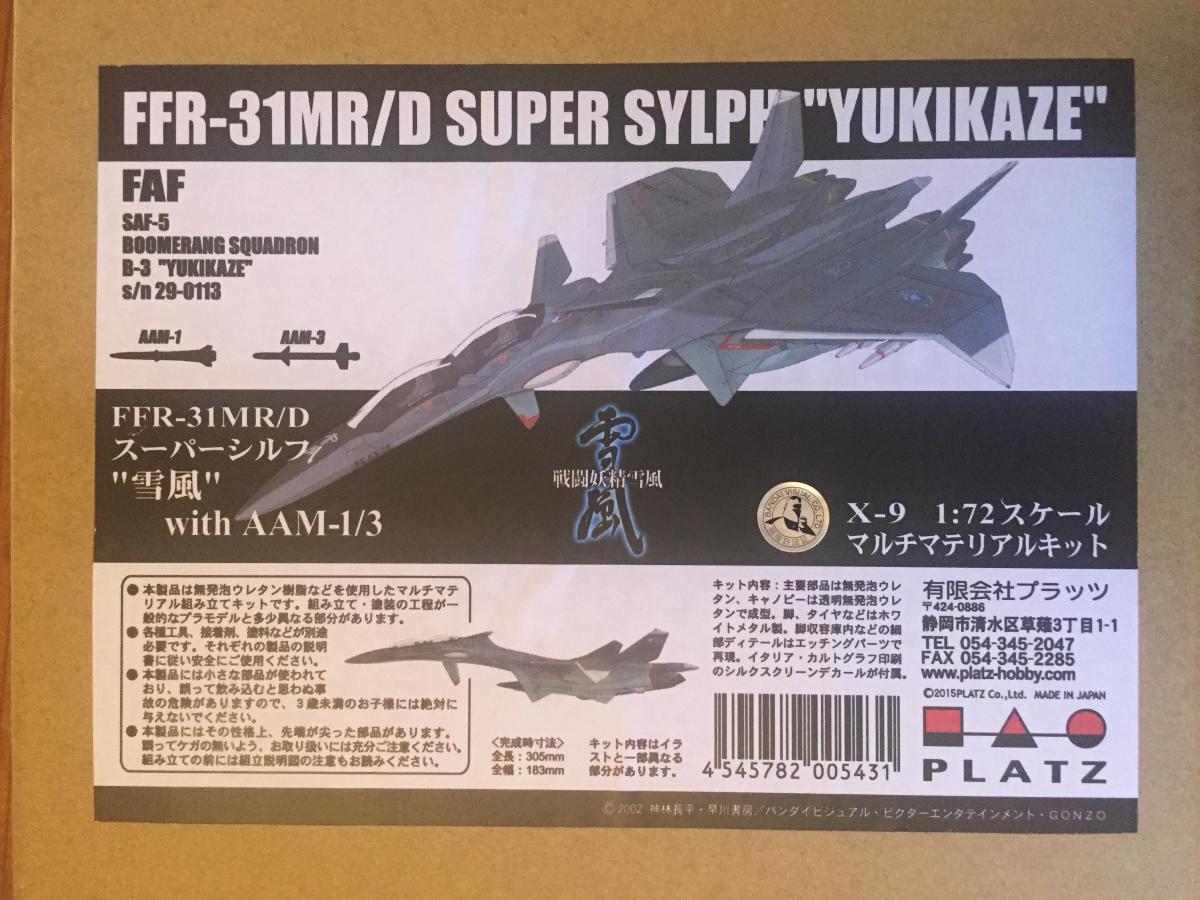 FFR-31MR/D SUPER SYLPH "YUKIKAZE"
FAF
SAF-5
BOOMERANG SQUADRON
B-3 "YUKIKAZE"
s/n 29-0113
AAM-1
AAM-3
FFR-31MR/D
スーパーシルフ
"雪風"
with AAM-1/3
雪風
戦闘妖精雪風
BANDAI VISUAL CO.,LTD
X-9 1:72スケール
マルチマテリアルキット
●本製品は無発泡ウレタン樹脂などを使用したマルチマテ
リアル組み立てキットです。組み立て・塗装の工程が一
般的なプラモデルと多少異なる部分があります。
●各種工具、接着剤、塗料などが別途
必要です。それぞれの製品の説明
書に従い安全にご使用ください。
●本製品には小さな部品が使われて
おり、誤って飲み込むと思わぬ事
故の危険がありますので、3歳未満のお子様には絶対に
与えないでください。
●本製品にはその性格上、先端が尖った部品があります。
誤ってケガの無いよう、お取り扱いには充分ご注意ください。
組み立ての前には組立説明図の注意もお読みください。
<完成時寸法>
全長:305mm
全幅:183mm
キット内容はイラ
ストと一部異なる
部分があります。
キット内容:主要部品は無発泡ウレ
タン、キャノピーは透明無発泡ウレ
タンで成型。脚、タイヤなどはホワ
イトメタル製。脚収容庫内などの細
部ディテールはエッチングパーツで
再現。イタリア・カルトグラフ印刷
のシルクスクリーンデカールが付属。
4 545782 005431
有限会社プラッツ
〒424-0886
静岡市清水区草薙3丁目1-1
TEL 054-345-2047
FAX 054-345-2285
www.platz-hobby.com
©2015PLATZ Co.,Ltd. MADE IN JAPAN
PLATZ
©2002 神林長平・早川書房/バンダイビジュアル・ビクターエンタテインメント・GONZO